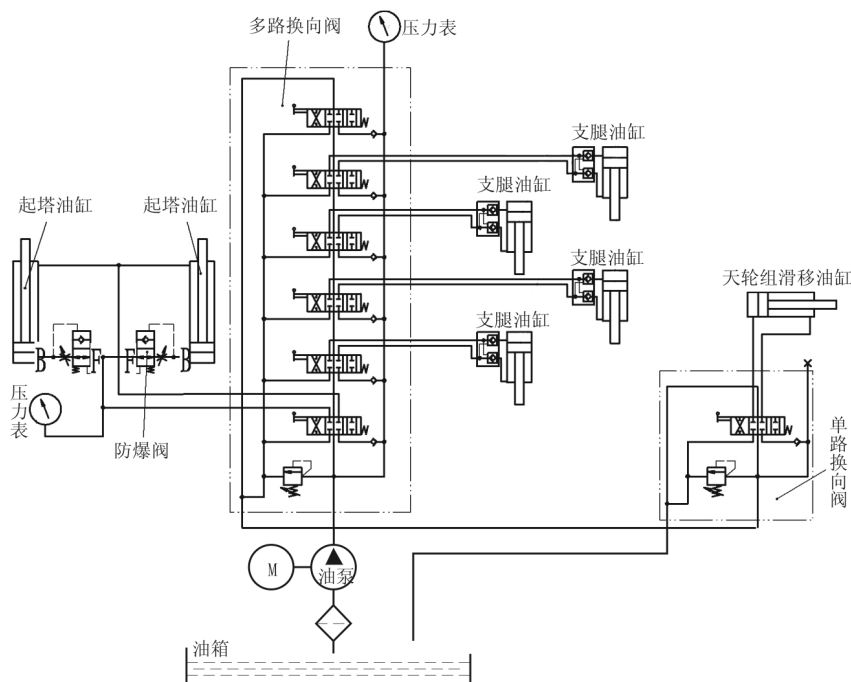 多路换向阀
压力表
支腿油缸
支腿油缸
起塔油缸
起塔油缸
支腿油缸
天轮组滑移油缸
支腿油缸
B
F
F
B
压力表
防爆阀
单路换向阀
M
油泵
油箱